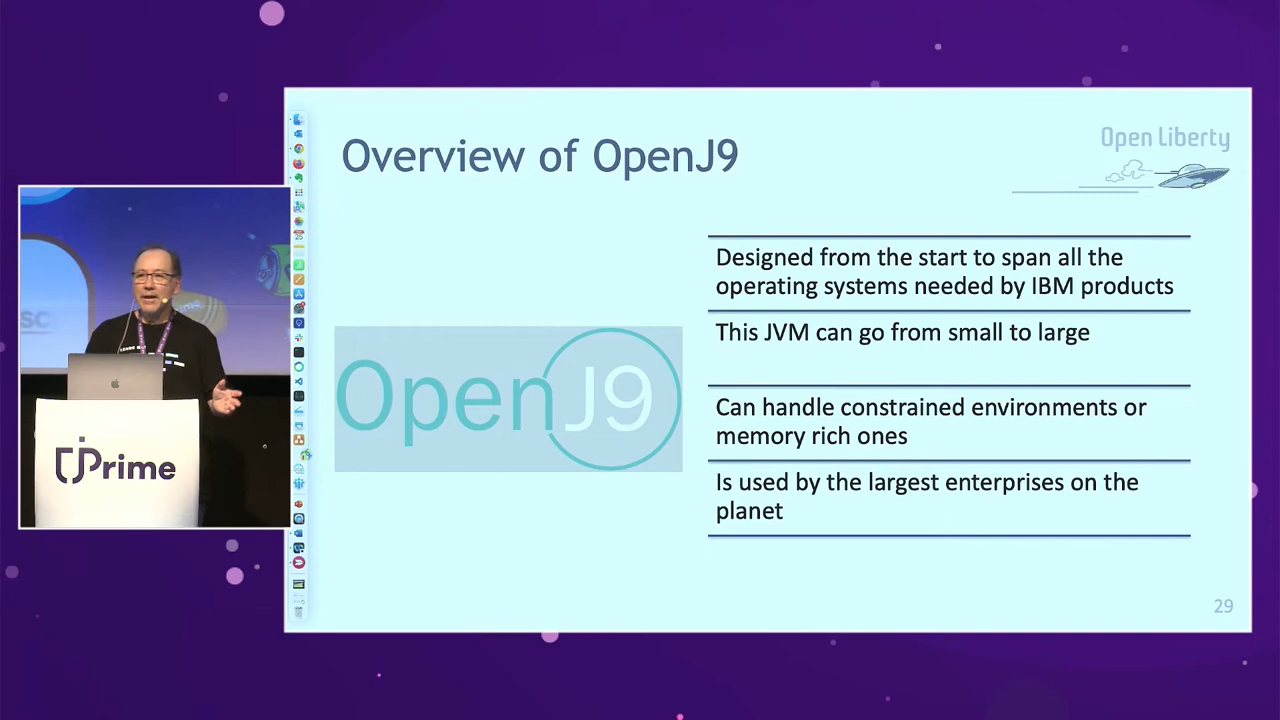 Overview of OpenJ9
Open Liberty
Designed from the start to span all the
operating systems needed by IBM products
This JVM can go from small to large
Can handle constrained environments or
memory rich ones
Is used by the largest enterprises on the
planet
OpenJ9
29
jPrime